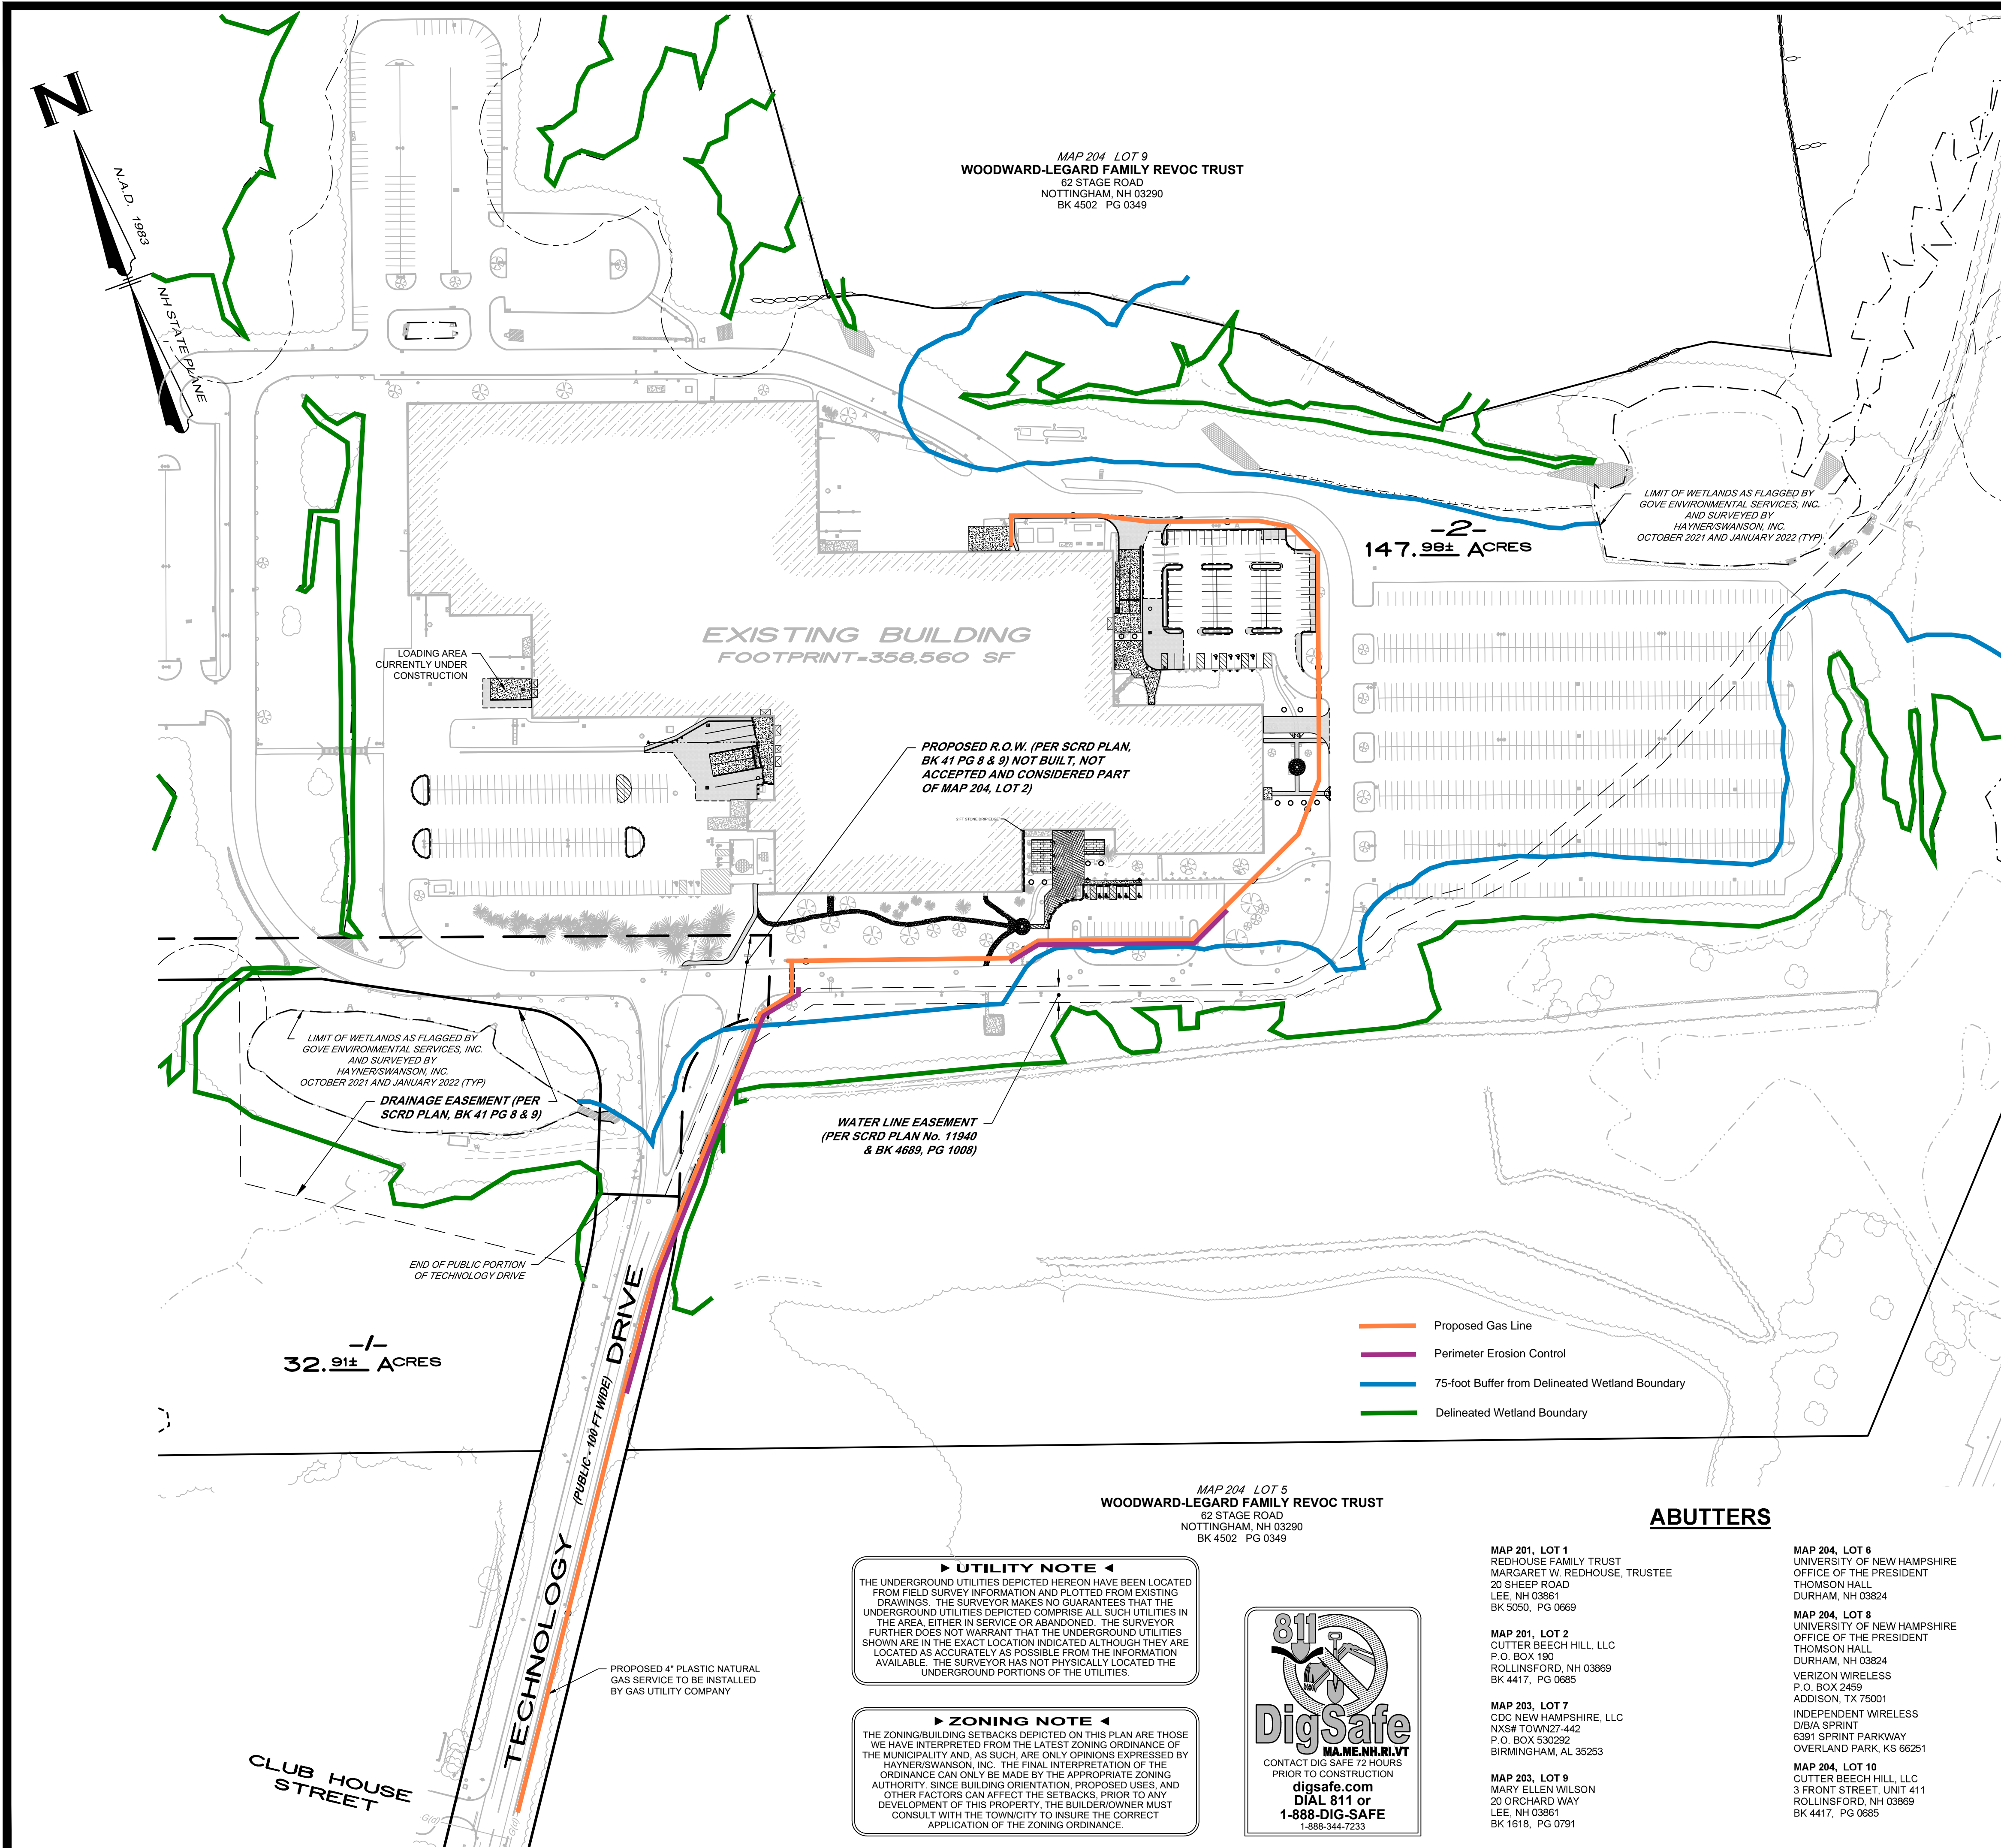 N
N.A.D. 1983
NH STATE PLANE
MAP 204 LOT 9
WOODWARD-LEGARD FAMILY REVOC TRUST
62 STAGE ROAD
NOTTINGHAM, NH 03290
BK 4502 PG 0349
LIMIT OF WETLANDS AS FLAGGED BY
GOVE ENVIRONMENTAL SERVICES, INC.
AND SURVEYED BY
HAYNER/SWANSON, INC.
OCTOBER 2021 AND JANUARY 2022 (TYP)
-2-
147.98± ACRES
EXISTING BUILDING
FOOTPRINT=358,560 SF
LOADING AREA
CURRENTLY UNDER
CONSTRUCTION
PROPOSED R.O.W. (PER SCRD PLAN,
BK 41 PG 8 & 9) NOT BUILT, NOT
ACCEPTED AND CONSIDERED PART
OF MAP 204, LOT 2)
2 FT STONE DRIP EDGE
LIMIT OF WETLANDS AS FLAGGED BY
GOVE ENVIRONMENTAL SERVICES, INC.
AND SURVEYED BY
HAYNER/SWANSON, INC.
OCTOBER 2021 AND JANUARY 2022 (TYP)
DRAINAGE EASEMENT (PER
SCRD PLAN, BK 41 PG 8 & 9)
WATER LINE EASEMENT
(PER SCRD PLAN No. 11940
& BK 4689, PG 1008)
END OF PUBLIC PORTION
OF TECHNOLOGY DRIVE
-1-
32.91± ACRES
TECHNOLOGY DRIVE
(PUBLIC - 100 FT WIDE)
Proposed Gas Line
Perimeter Erosion Control
75-foot Buffer from Delineated Wetland Boundary
Delineated Wetland Boundary
MAP 204 LOT 5
WOODWARD-LEGARD FAMILY REVOC TRUST
62 STAGE ROAD
NOTTINGHAM, NH 03290
BK 4502 PG 0349
PROPOSED 4" PLASTIC NATURAL
GAS SERVICE TO BE INSTALLED
BY GAS UTILITY COMPANY
CLUB HOUSE
STREET
G(d)
G(d)
UTILITY NOTE
THE UNDERGROUND UTILITIES DEPICTED HEREON HAVE BEEN LOCATED
FROM FIELD SURVEY INFORMATION AND PLOTTED FROM EXISTING
DRAWINGS. THE SURVEYOR MAKES NO GUARANTEES THAT THE
UNDERGROUND UTILITIES DEPICTED COMPRISE ALL SUCH UTILITIES IN
THE AREA, EITHER IN SERVICE OR ABANDONED. THE SURVEYOR
FURTHER DOES NOT WARRANT THAT THE UNDERGROUND UTILITIES
SHOWN ARE IN THE EXACT LOCATION INDICATED ALTHOUGH THEY ARE
LOCATED AS ACCURATELY AS POSSIBLE FROM THE INFORMATION
AVAILABLE. THE SURVEYOR HAS NOT PHYSICALLY LOCATED THE
UNDERGROUND PORTIONS OF THE UTILITIES.
ZONING NOTE
THE ZONING/BUILDING SETBACKS DEPICTED ON THIS PLAN ARE THOSE
WE HAVE INTERPRETED FROM THE LATEST ZONING ORDINANCE OF
THE MUNICIPALITY AND, AS SUCH, ARE ONLY OPINIONS EXPRESSED BY
HAYNER/SWANSON, INC. THE FINAL INTERPRETATION OF THE
ORDINANCE CAN ONLY BE MADE BY THE APPROPRIATE ZONING
AUTHORITY. SINCE BUILDING ORIENTATION, PROPOSED USES, AND
OTHER FACTORS CAN AFFECT THE SETBACKS, PRIOR TO ANY
DEVELOPMENT OF THIS PROPERTY, THE BUILDER/OWNER MUST
CONSULT WITH THE TOWN/CITY TO INSURE THE CORRECT
APPLICATION OF THE ZONING ORDINANCE.
811
DigSafe
MA.ME.NH.RI.VT
CONTACT DIG SAFE 72 HOURS
PRIOR TO CONSTRUCTION
digsafe.com
DIAL 811 or
1-888-DIG-SAFE
1-888-344-7233
ABUTTERS
MAP 201, LOT 1
REDHOUSE FAMILY TRUST
MARGARET W. REDHOUSE, TRUSTEE
20 SHEEP ROAD
LEE, NH 03861
BK 5050, PG 0669
MAP 201, LOT 2
CUTTER BEECH HILL, LLC
P.O. BOX 190
ROLLINSFORD, NH 03869
BK 4417, PG 0685
MAP 203, LOT 7
CDC NEW HAMPSHIRE, LLC
NXS# TOWN27-442
P.O. BOX 530292
BIRMINGHAM, AL 35253
MAP 203, LOT 9
MARY ELLEN WILSON
20 ORCHARD WAY
LEE, NH 03861
BK 1618, PG 0791
MAP 204, LOT 6
UNIVERSITY OF NEW HAMPSHIRE
OFFICE OF THE PRESIDENT
THOMSON HALL
DURHAM, NH 03824
MAP 204, LOT 8
UNIVERSITY OF NEW HAMPSHIRE
OFFICE OF THE PRESIDENT
THOMSON HALL
DURHAM, NH 03824
VERIZON WIRELESS
P.O. BOX 2459
ADDISON, TX 75001
INDEPENDENT WIRELESS
D/B/A SPRINT
6391 SPRINT PARKWAY
OVERLAND PARK, KS 66251
MAP 204, LOT 10
CUTTER BEECH HILL, LLC
3 FRONT STREET, UNIT 411
ROLLINSFORD, NH 03869
BK 4417, PG 0685